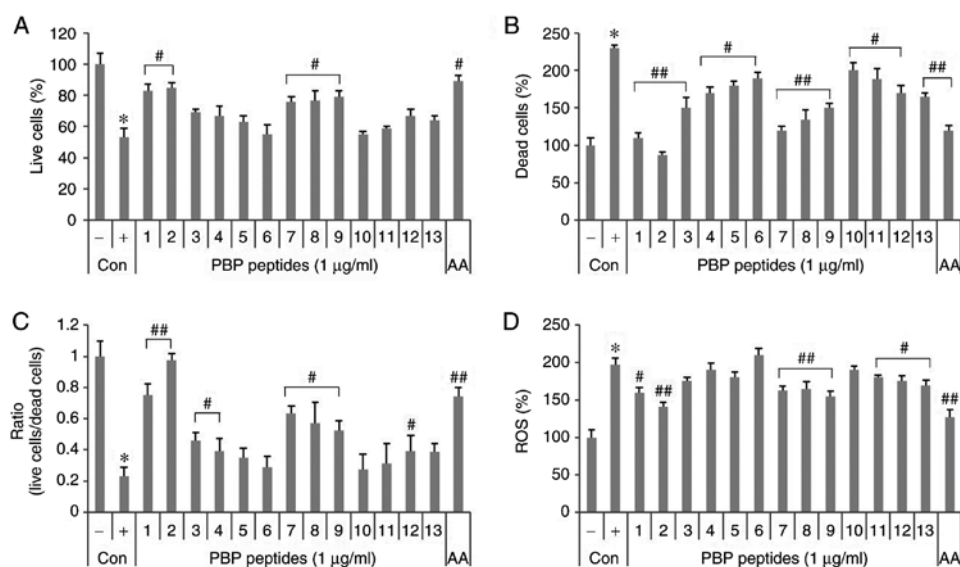 A
Live cells (%)
120
100
80
60
40
20
0
*
#
#
#
− + 1 2 3 4 5 6 7 8 9 10 11 12 13 AA
Con PBP peptides (1 µg/ml)
B
Dead cells (%)
250
200
150
100
50
0
*
##
#
##
#
##
− + 1 2 3 4 5 6 7 8 9 10 11 12 13 AA
Con PBP peptides (1 µg/ml)
C
Ratio
(live cells/dead cells)
1.2
1
0.8
0.6
0.4
0.2
0
*
##
#
#
#
##
− + 1 2 3 4 5 6 7 8 9 10 11 12 13 AA
Con PBP peptides (1 µg/ml)
D
ROS (%)
250
200
150
100
50
0
*
#
##
##
#
##
− + 1 2 3 4 5 6 7 8 9 10 11 12 13 AA
Con PBP peptides (1 µg/ml)